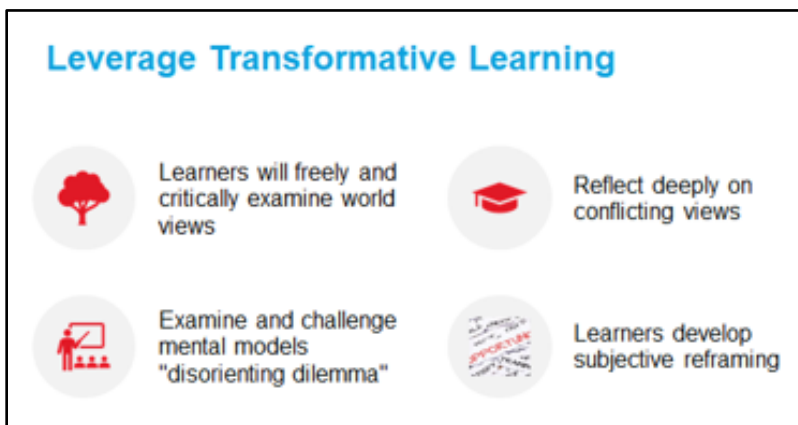 Leverage Transformative Learning
Learners will freely and
critically examine world
views
Reflect deeply on
conflicting views
Examine and challenge
mental models
"disorienting dilemma"
Learners develop
subjective reframing